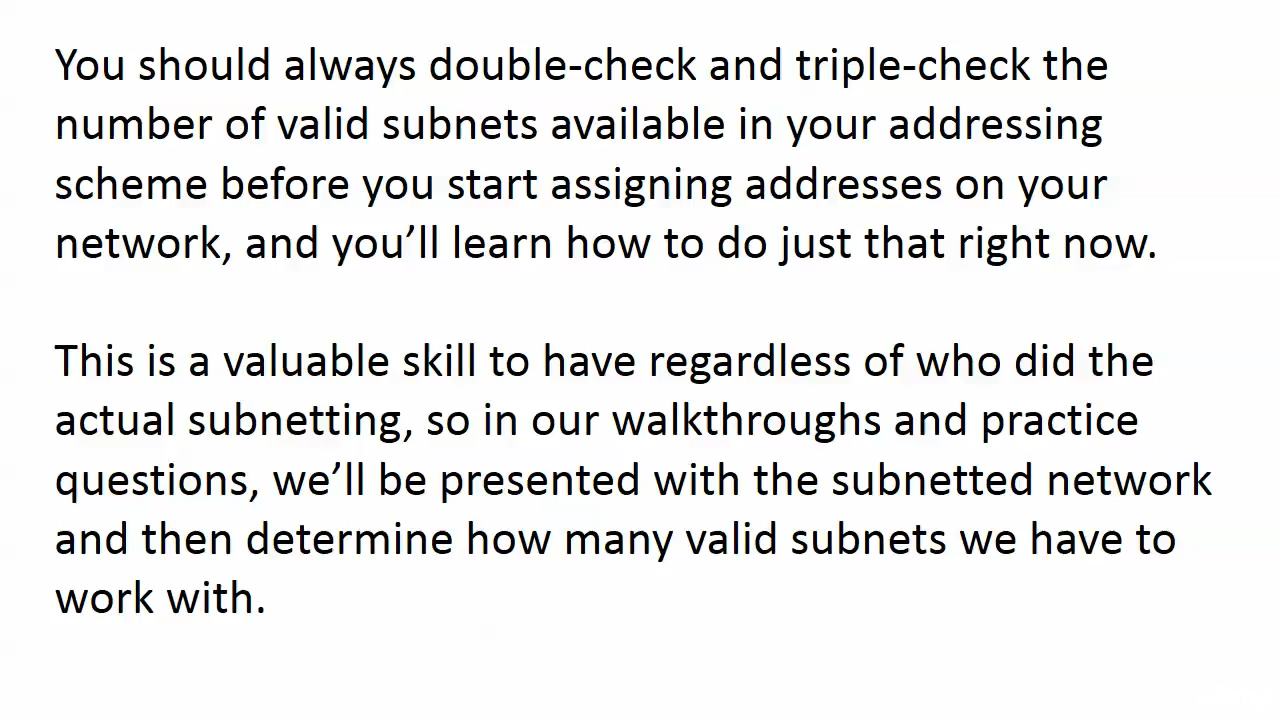 You should always double-check and triple-check the
number of valid subnets available in your addressing
scheme before you start assigning addresses on your
network, and you’ll learn how to do just that right now.
This is a valuable skill to have regardless of who did the
actual subnetting, so in our walkthroughs and practice
questions, we’ll be presented with the subnetted network
and then determine how many valid subnets we have to
work with.